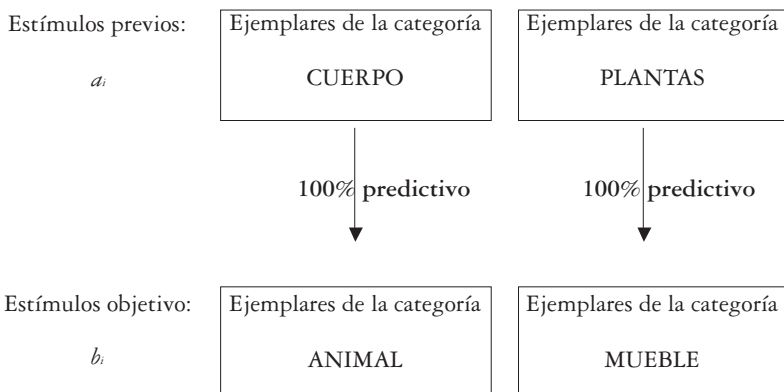 Estímulos previos: Ejemplares de la categoría Ejemplares de la categoría
aᵢ CUERPO PLANTAS
100% predictivo 100% predictivo
Estímulos objetivo: Ejemplares de la categoría Ejemplares de la categoría
bᵢ ANIMAL MUEBLE